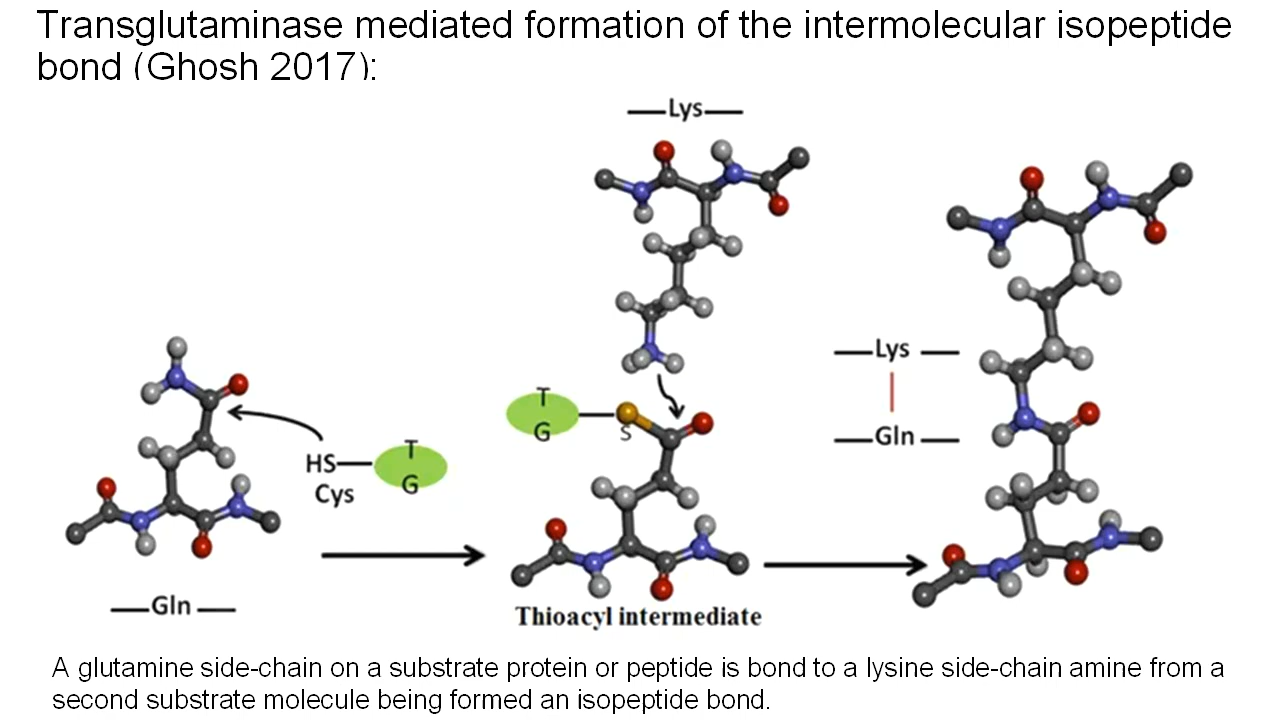 Transglutaminase mediated formation of the intermolecular isopeptide
bond (Ghosh 2017):
Lys
T
G
S
HS
Cys
T
G
Lys
Gln
Gln
Thioacyl intermediate
A glutamine side-chain on a substrate protein or peptide is bond to a lysine side-chain amine from a
second substrate molecule being formed an isopeptide bond.